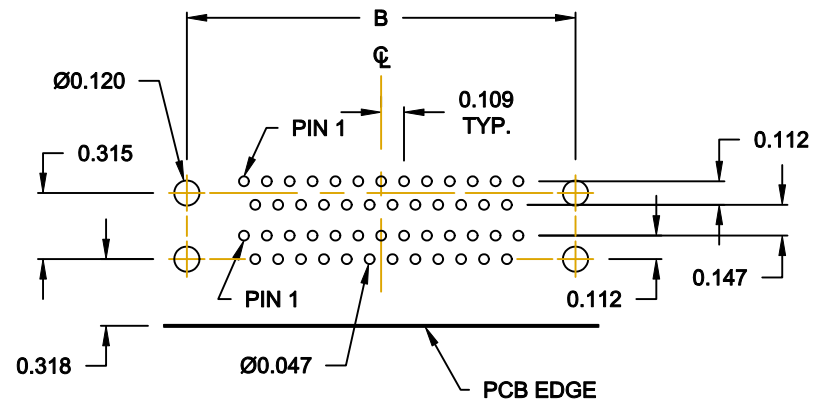 B
℄
Ø0.120
0.109
TYP.
PIN 1
0.112
0.315
0.147
PIN 1
0.112
0.318
Ø0.047
PCB EDGE